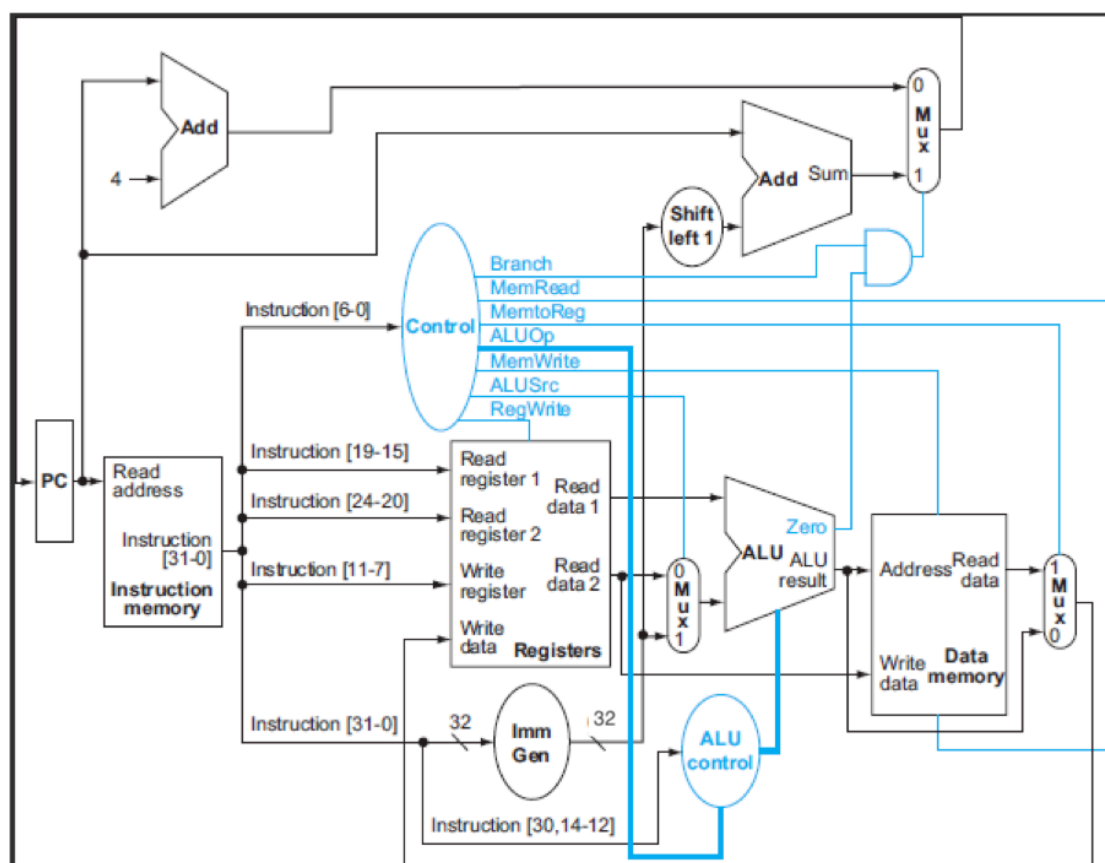 Add
4
0
Mux
1
Add Sum
Shift
left 1
Branch
MemRead
MemtoReg
ALUOp
MemWrite
ALUSrc
RegWrite
Control
Instruction [6-0]
PC
Read
address
Instruction
[31-0]
Instruction
memory
Instruction [19-15]
Instruction [24-20]
Instruction [11-7]
Instruction [31-0]
Read
register 1
Read
data 1
Read
register 2
Write
register
Read
data 2
Write
data
Registers
0
Mux
1
Zero
ALU
ALU
result
Address
Read
data
Write
data
Data
memory
1
Mux
0
32
Imm
Gen
32
ALU
control
Instruction [30,14-12]